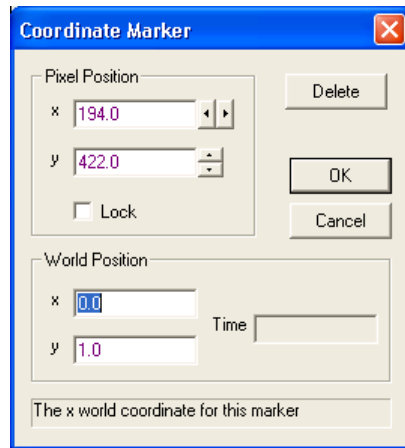 Coordinate Marker
Pixel Position
x 194.0
y 422.0
Lock
Delete
OK
Cancel
World Position
x 0.0
y 1.0
Time
The x world coordinate for this marker